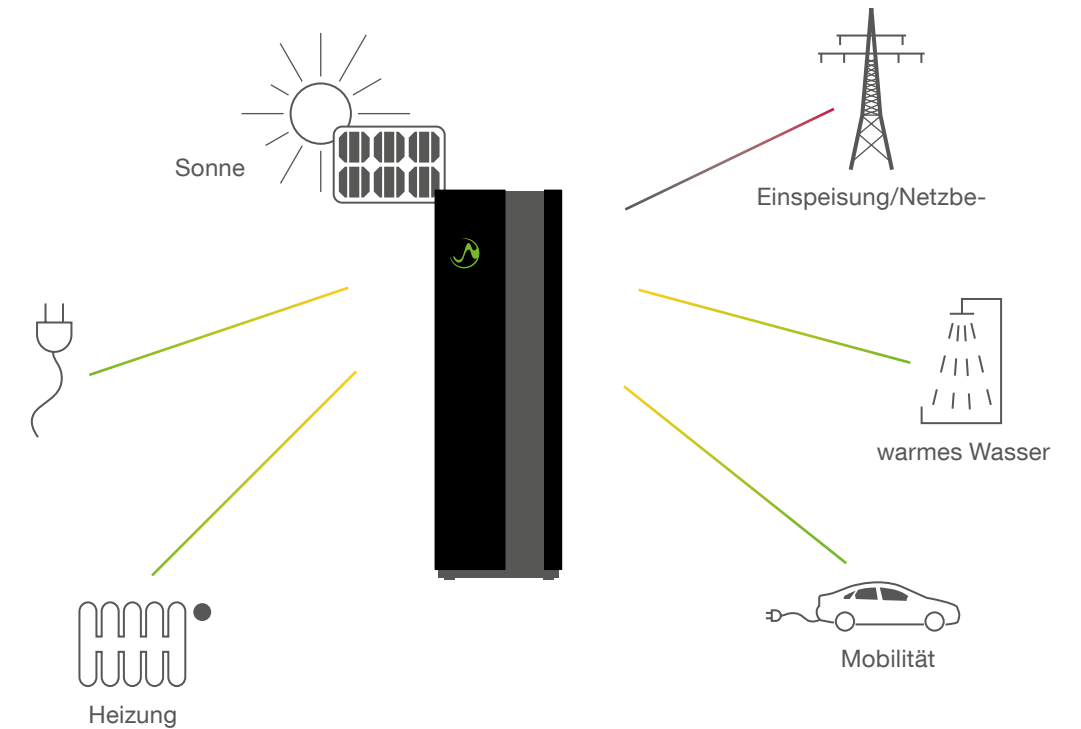 Sonne
Einspeisung/Netzbe-
warmes Wasser
Mobilität
Heizung